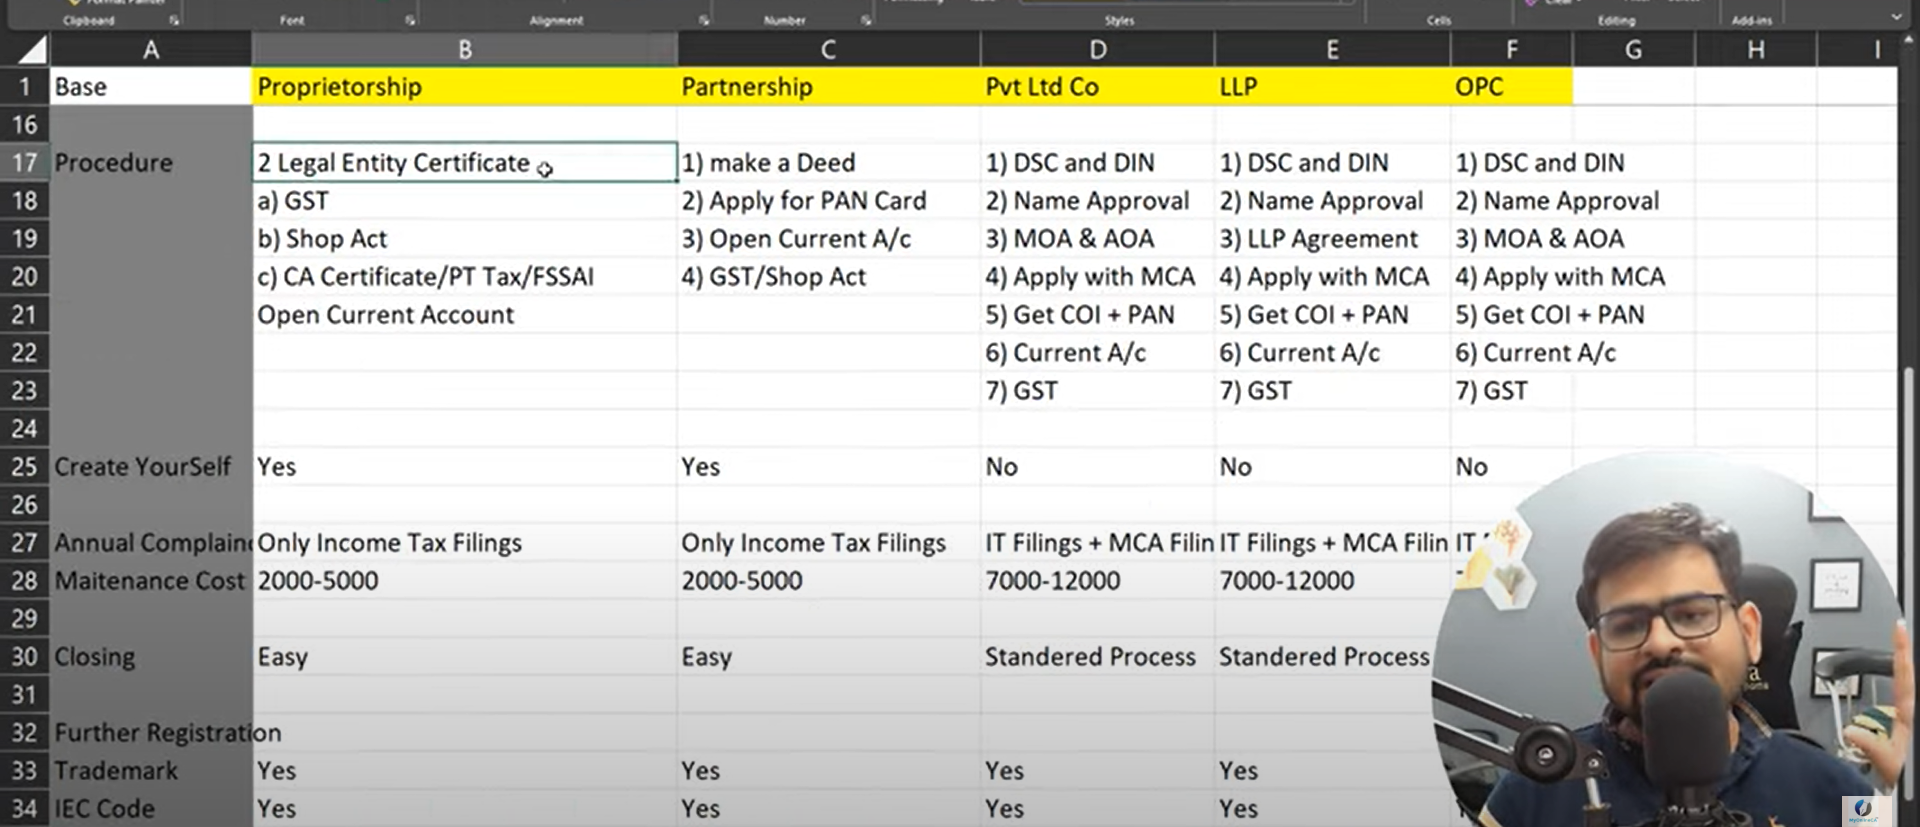 Clipboard Font Alignment Number Styles Cells Editing Add-ins
A B C D E F G H I
1 Base Proprietorship Partnership Pvt Ltd Co LLP OPC
16
17 Procedure 2 Legal Entity Certificate 1) make a Deed 1) DSC and DIN 1) DSC and DIN 1) DSC and DIN
18 a) GST 2) Apply for PAN Card 2) Name Approval 2) Name Approval 2) Name Approval
19 b) Shop Act 3) Open Current A/c 3) MOA & AOA 3) LLP Agreement 3) MOA & AOA
20 c) CA Certificate/PT Tax/FSSAI 4) GST/Shop Act 4) Apply with MCA 4) Apply with MCA 4) Apply with MCA
21 Open Current Account 5) Get COI + PAN 5) Get COI + PAN 5) Get COI + PAN
22 6) Current A/c 6) Current A/c 6) Current A/c
23 7) GST 7) GST 7) GST
24
25 Create YourSelf Yes Yes No No No
26
27 Annual Complain Only Income Tax Filings Only Income Tax Filings IT Filings + MCA Filin IT Filings + MCA Filin IT
28 Maitenance Cost 2000-5000 2000-5000 7000-12000 7000-12000
29
30 Closing Easy Easy Standered Process Standered Process
31
32 Further Registration
33 Trademark Yes Yes Yes Yes
34 IEC Code Yes Yes Yes Yes